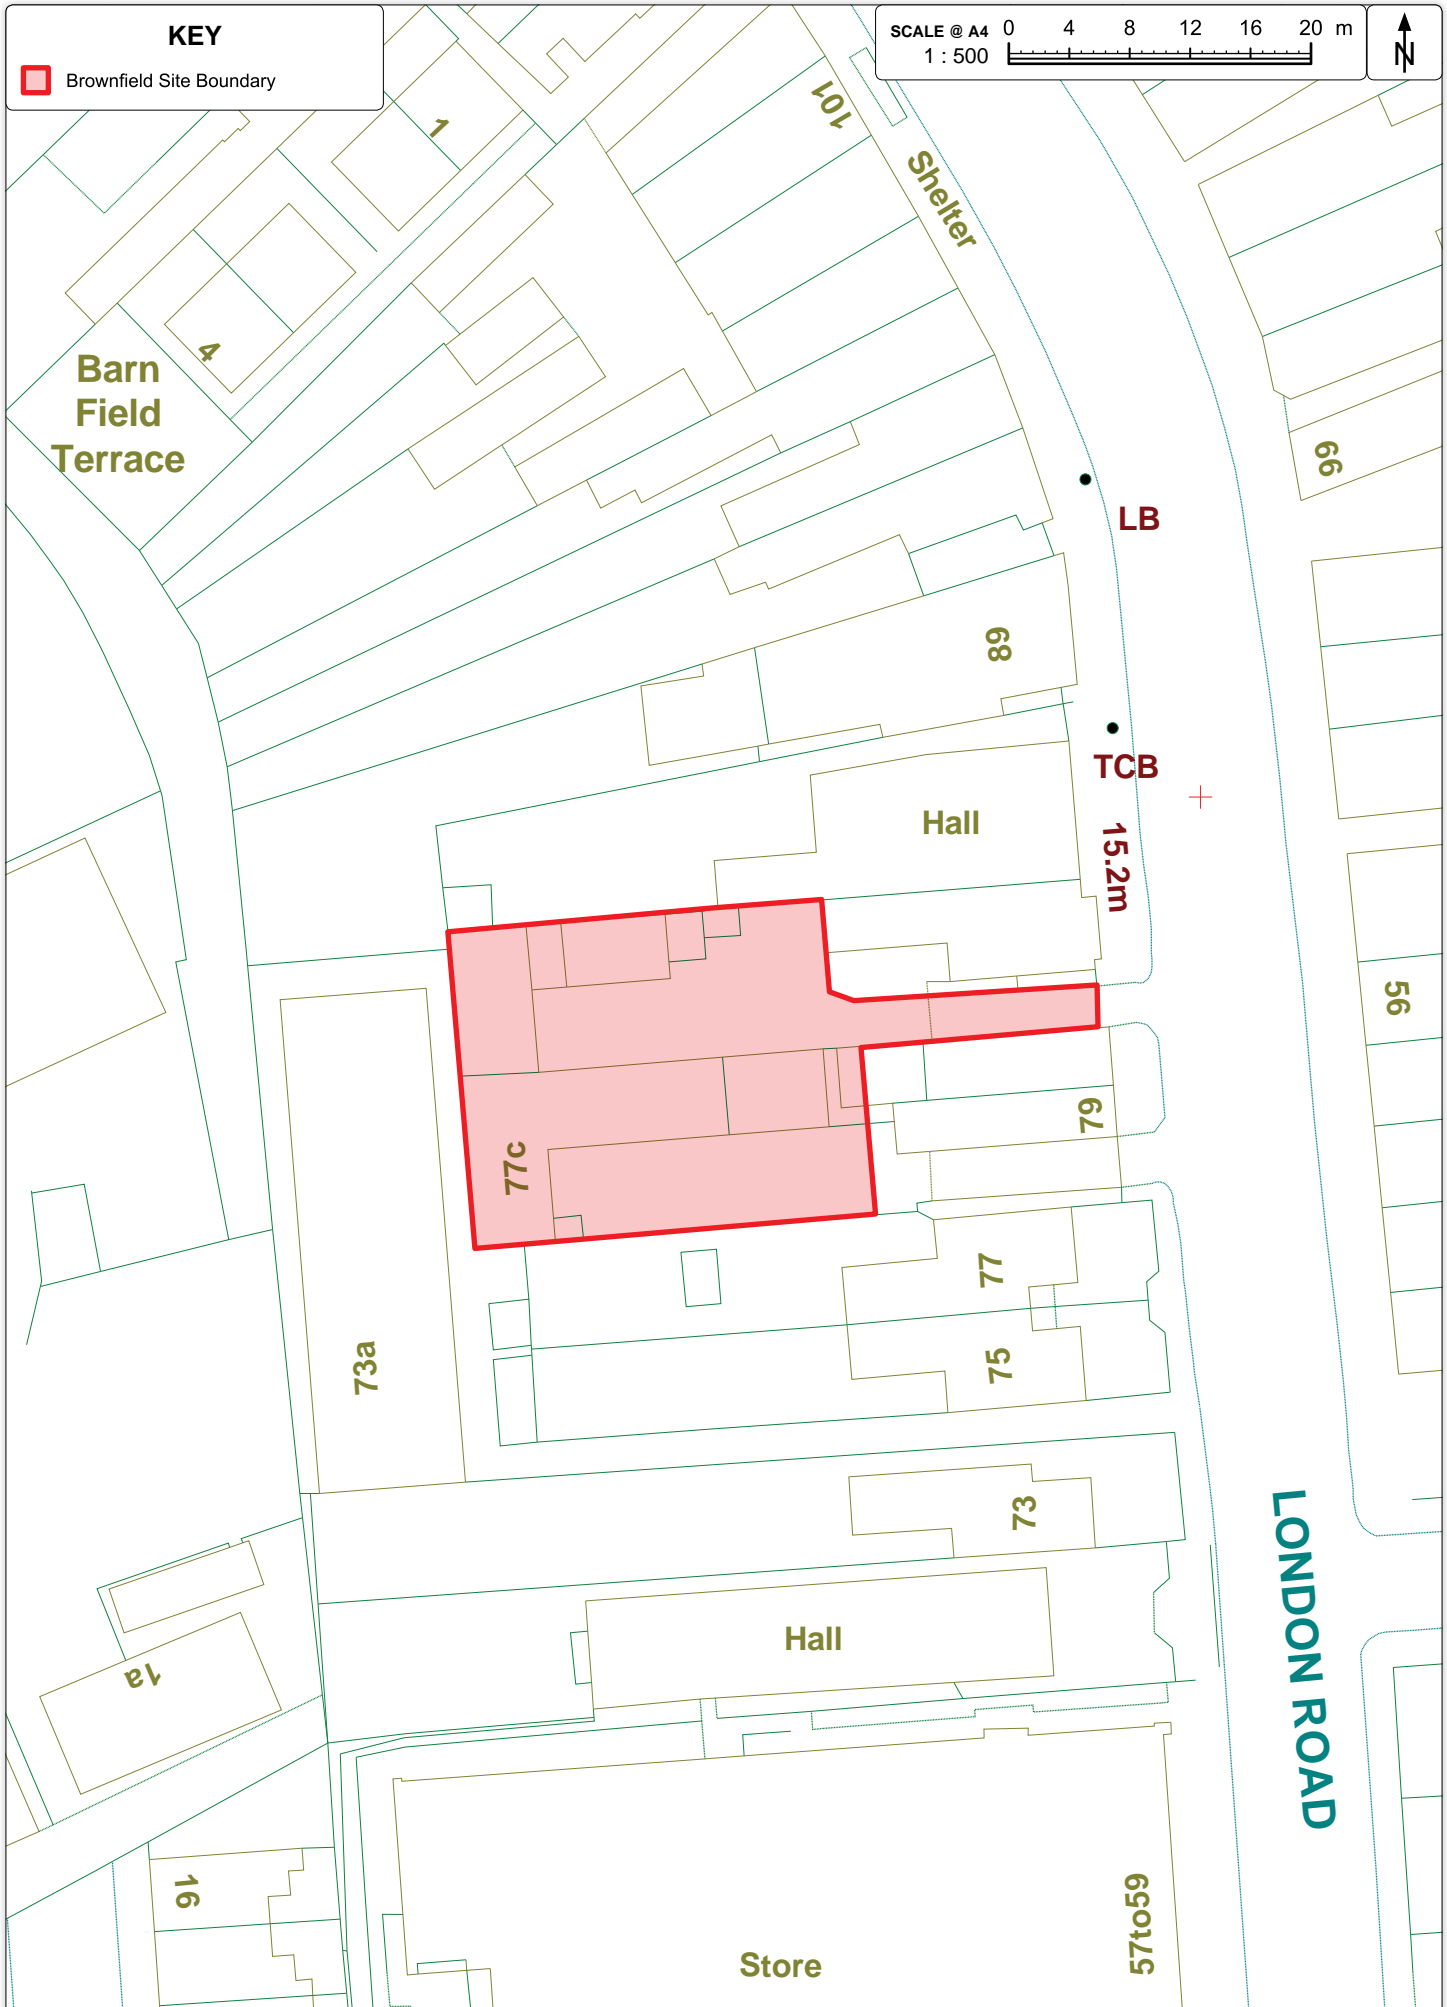 KEY
Brownfield Site Boundary
SCALE @ A4
1 : 500
0 4 8 12 16 20 m
N
101
Shelter
1
4
Barn
Field
Terrace
66
LB
89
TCB
Hall
15.2m
56
79
77c
77
75
73a
73
LONDON ROAD
Hall
1a
16
57to59
Store